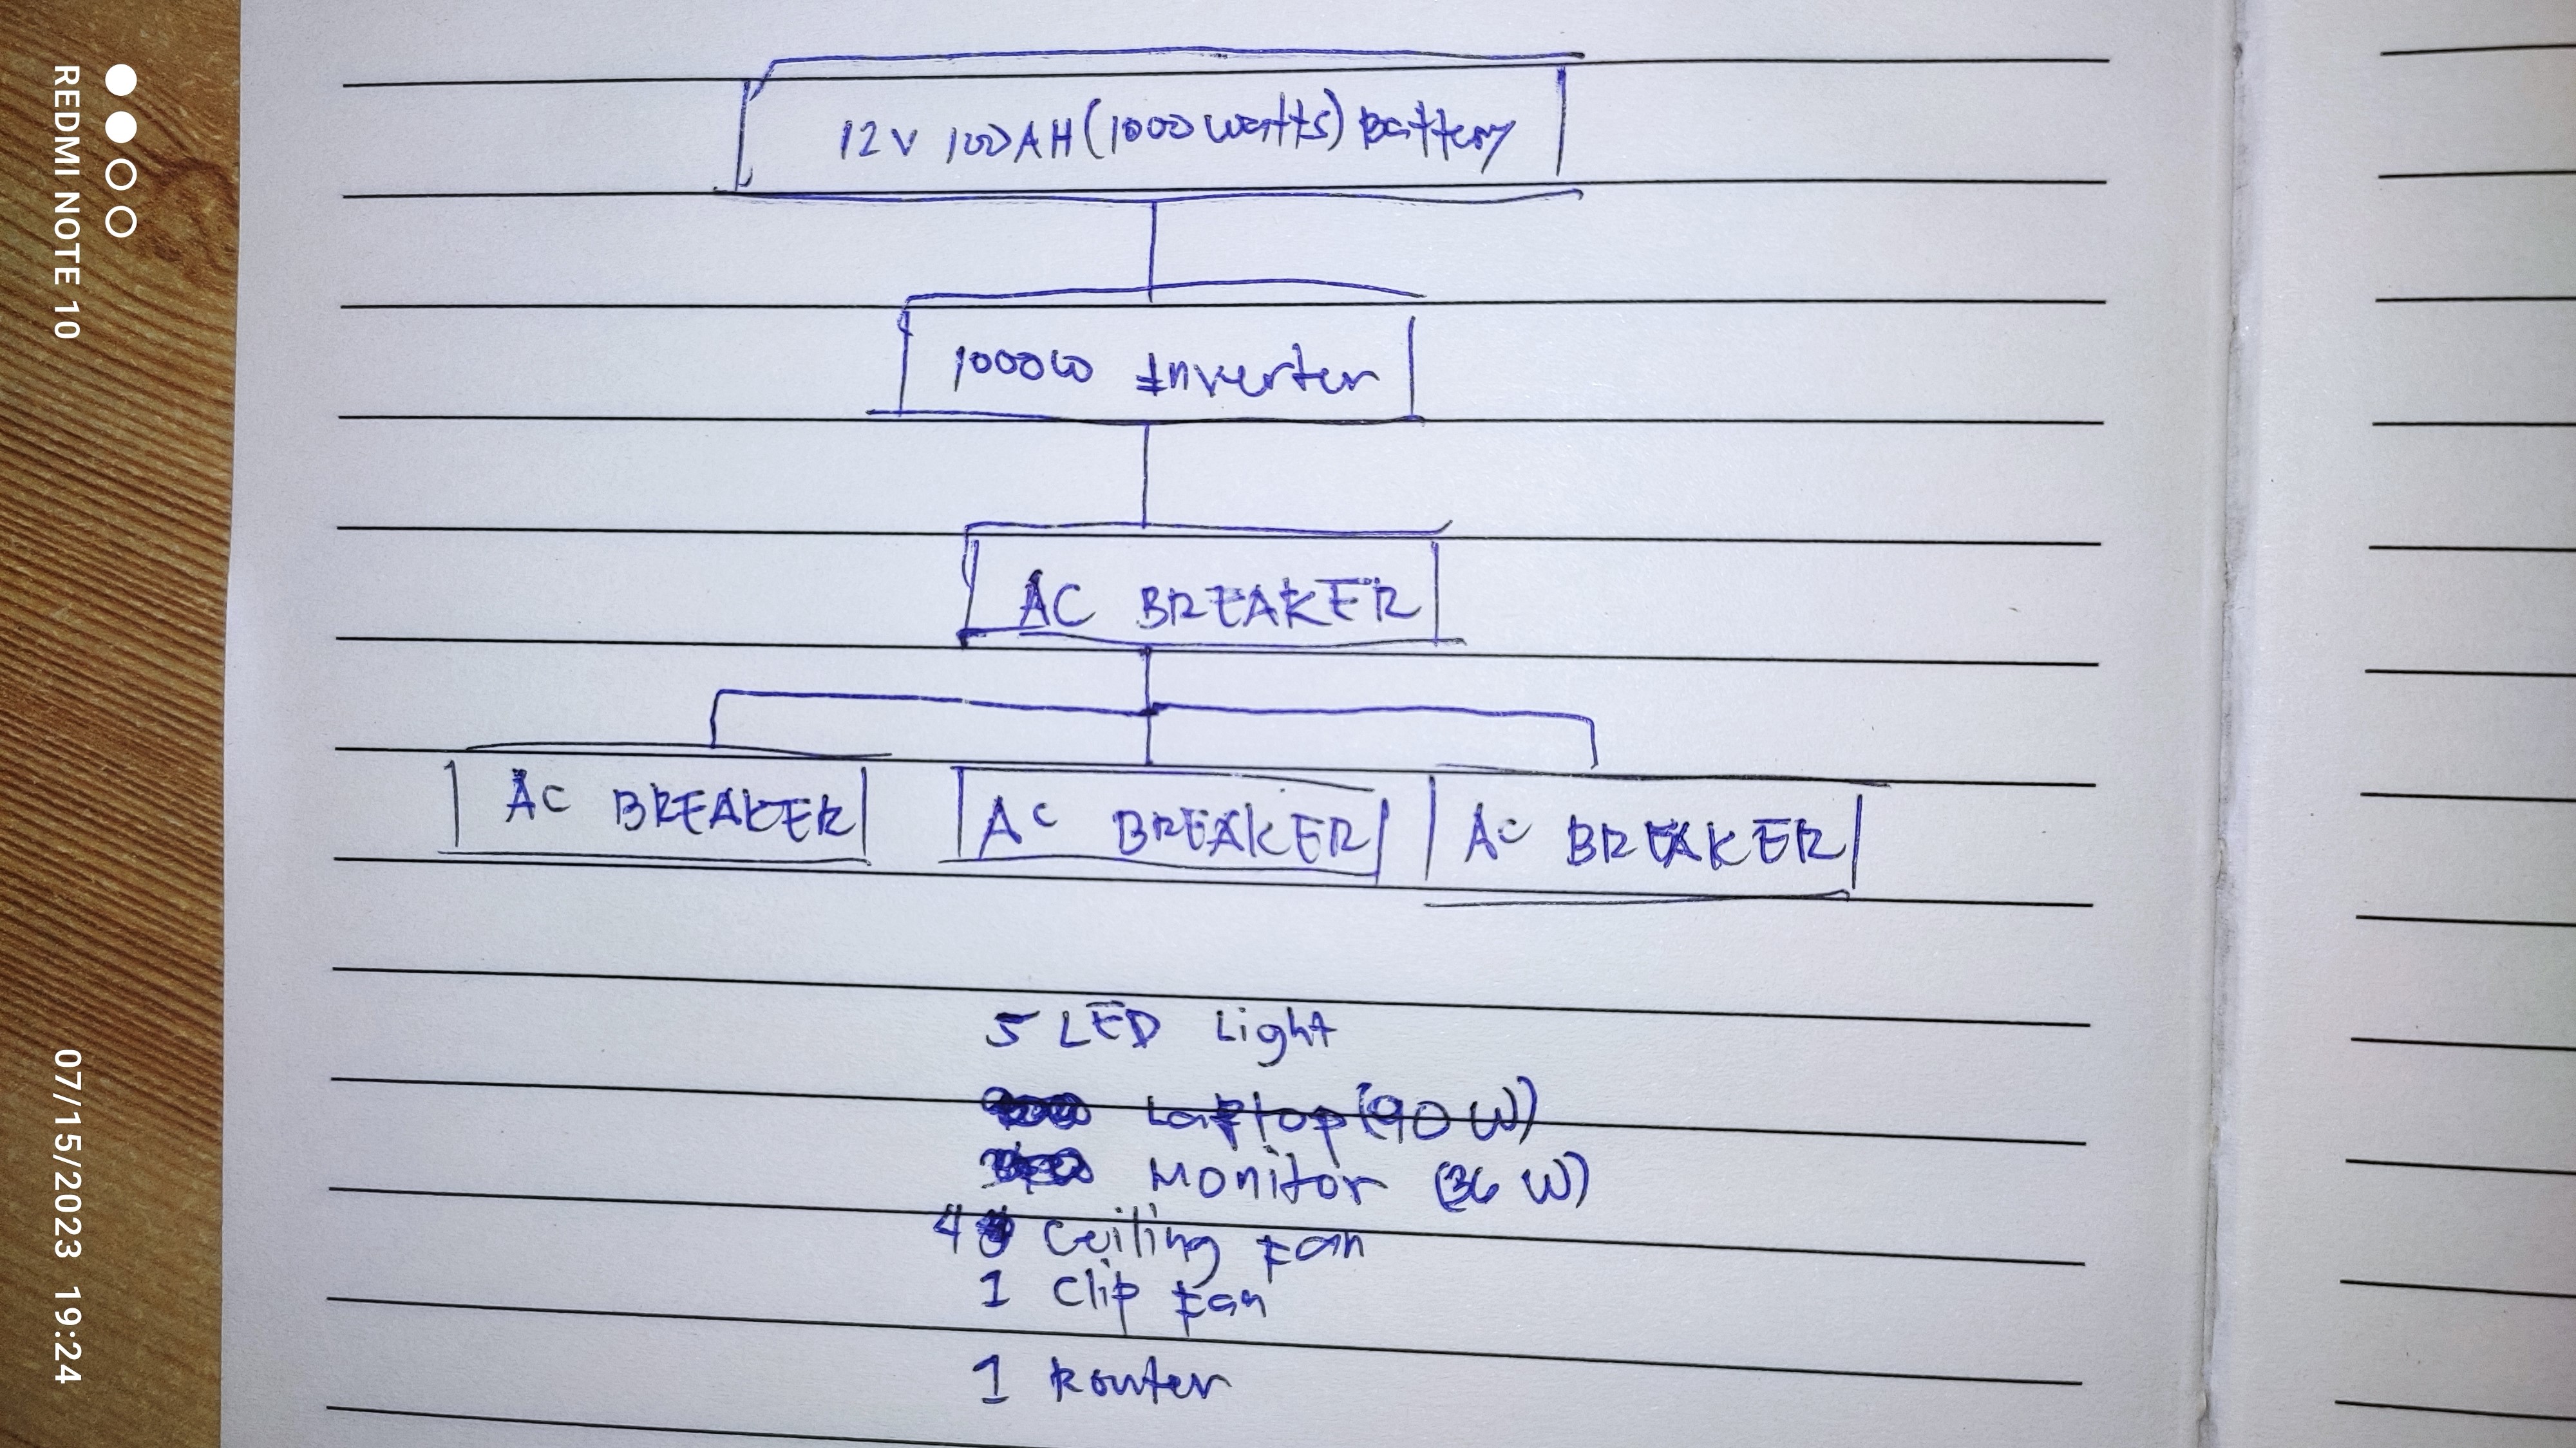 12V 100AH (1000 watts) Battery
1000W Inverter
AC BREAKER
AC BREAKER AC BREAKER AC BREAKER
5 LED Light
Laptop (90 W)
Monitor (36 W)
4 Ceiling Fan
1 Clip Fan
1 Router
REDMI NOTE 10
07/15/2023 19:24